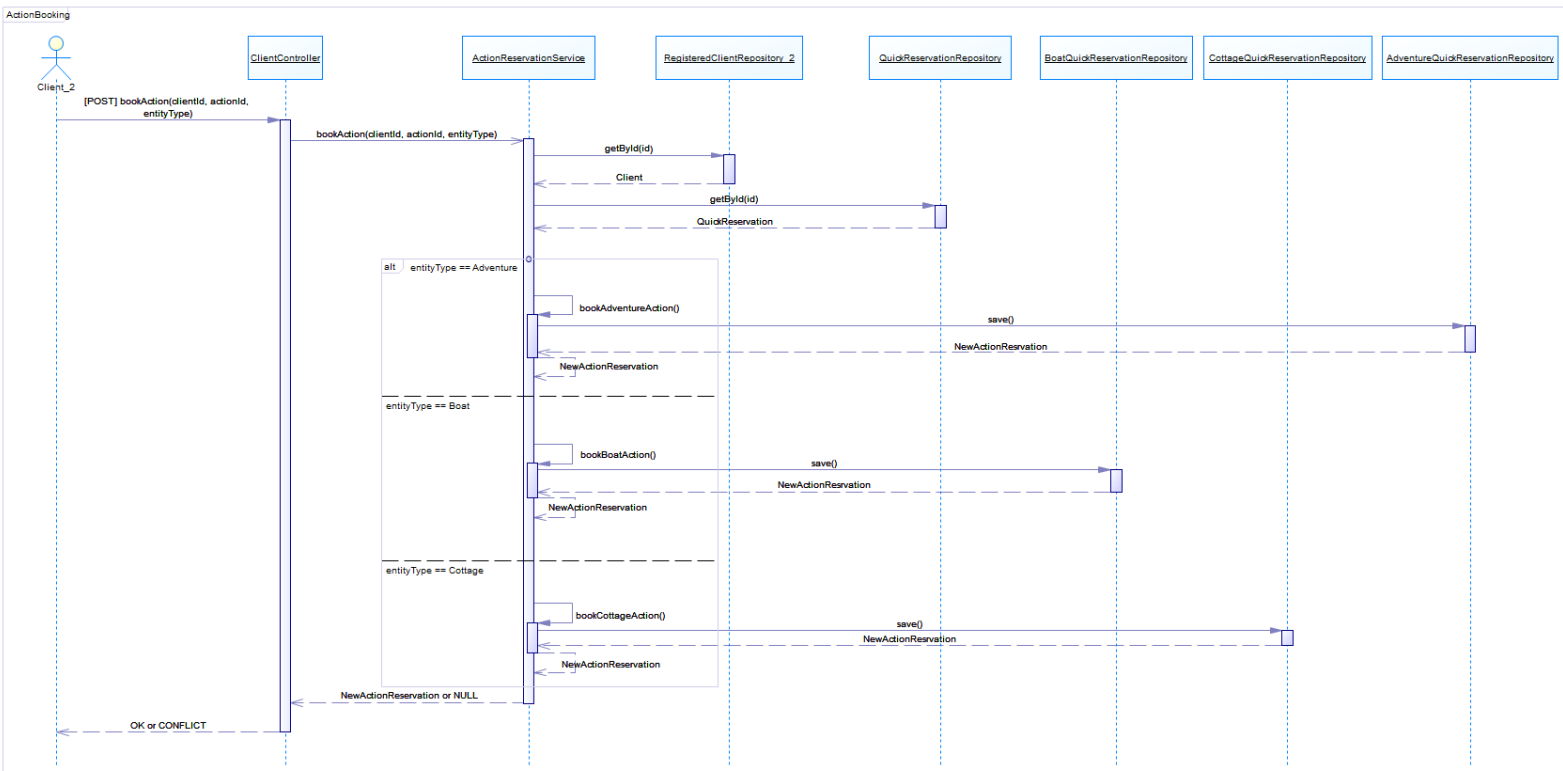 ActionBooking
Client_2
ClientController
ActionReservationService
RegisteredClientRepository_2
QuickReservationRepository
BoatQuickReservationRepository
CottageQuickReservationRepository
AdventureQuickReservationRepository
[POST] bookAction(clientId, actionId,
entityType)
bookAction(clientId, actionId, entityType)
getById(id)
Client
getById(id)
QuickReservation
alt
entityType == Adventure
bookAdventureAction()
save()
NewActionResrvation
NewActionReservation
entityType == Boat
bookBoatAction()
save()
NewActionResrvation
NewActionReservation
entityType == Cottage
bookCottageAction()
save()
NewActionResrvation
NewActionReservation
NewActionReservation or NULL
OK or CONFLICT